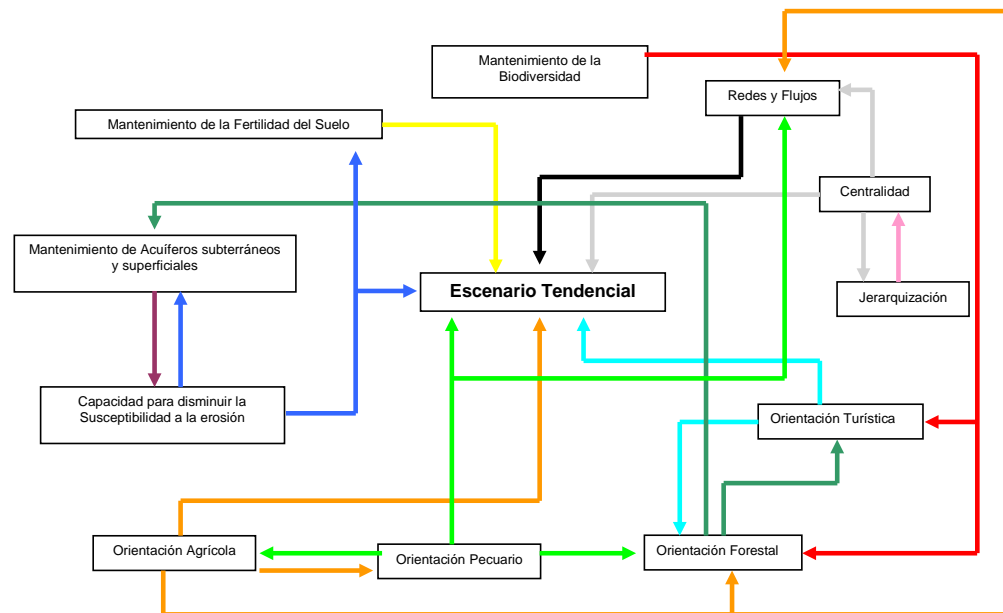 Mantenimiento de la
Biodiversidad
Redes y Flujos
Mantenimiento de la Fertilidad del Suelo
Centralidad
Mantenimiento de Acuíferos subterráneos
y superficiales
Escenario Tendencial
Jerarquización
Capacidad para disminuir la
Susceptibilidad a la erosión
Orientación Turística
Orientación Agrícola
Orientación Pecuario
Orientación Forestal